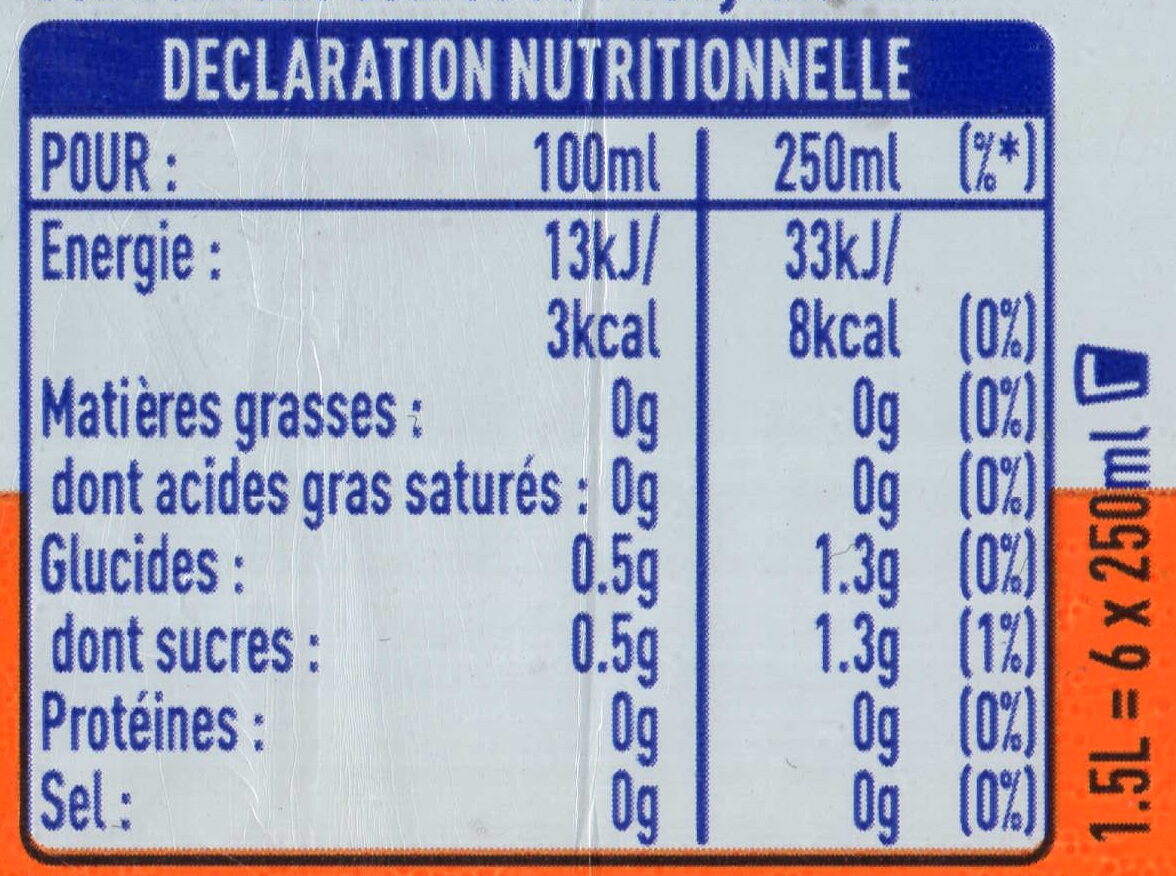 DECLARATION NUTRITIONNELLE
POUR : 100ml 250ml (%*)
Energie : 13kJ/ 33kJ/
3kcal 8kcal (0%)
Matières grasses : 0g 0g (0%)
dont acides gras saturés : 0g 0g (0%)
Glucides : 0.5g 1.3g (0%)
dont sucres : 0.5g 1.3g (1%)
Protéines : 0g 0g (0%)
Sel : 0g 0g (0%)
1.5L = 6 x 250ml